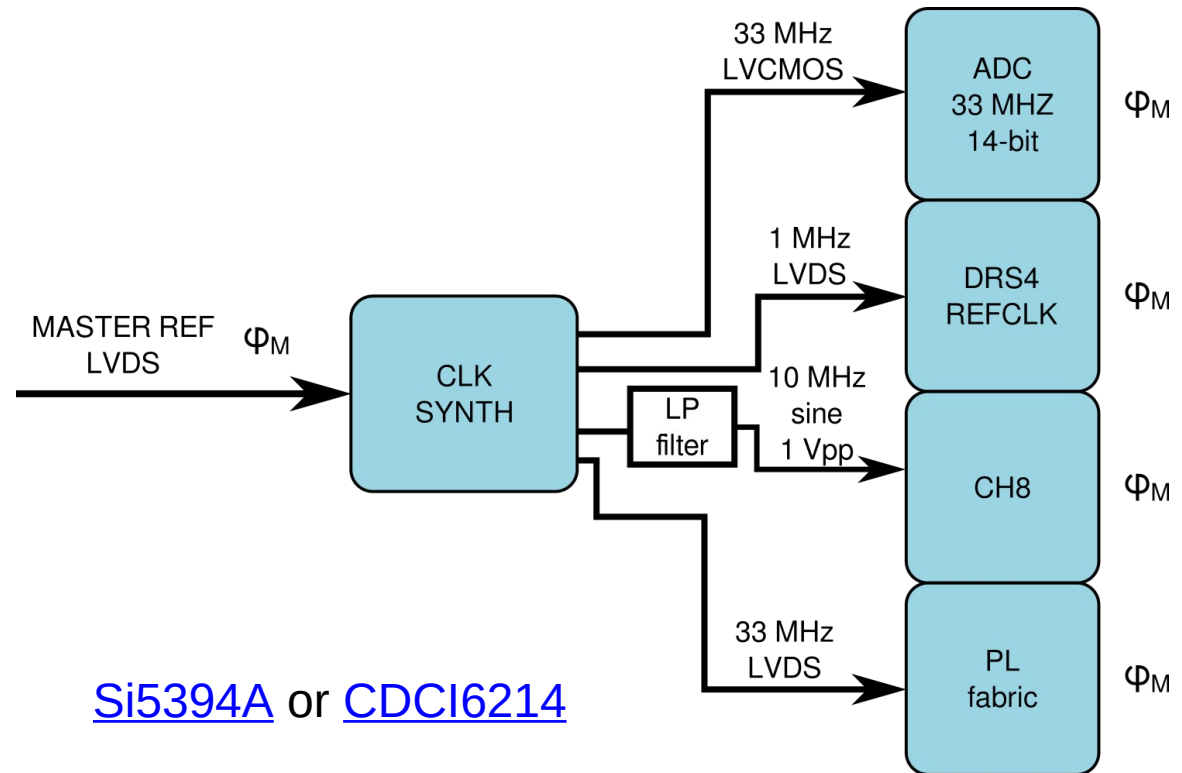 33 MHz
LVCMOS
ADC
33 MHZ
14-bit
φM
1 MHz
LVDS
DRS4
REFCLK
φM
MASTER REF
LVDS
φM
CLK
SYNTH
LP
filter
10 MHz
sine
1 Vpp
CH8
φM
33 MHz
LVDS
PL
fabric
φM
Si5394A or CDCI6214